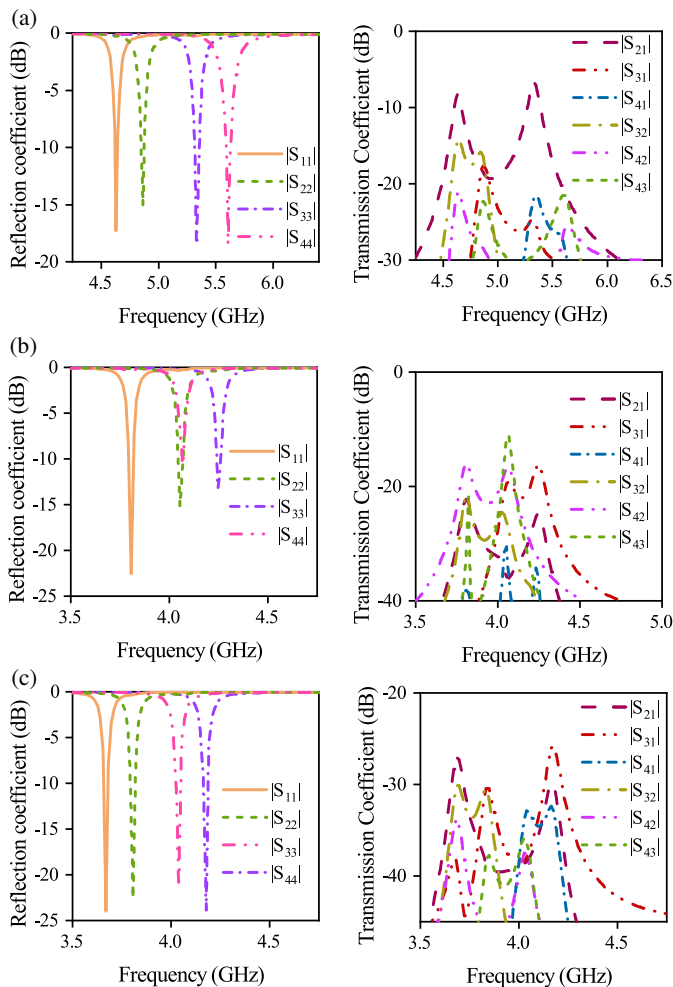 (a)
Reflection coefficient (dB)
0
-5
-10
-15
-20
4.5 5.0 5.5 6.0
Frequency (GHz)
|S11|
|S22|
|S33|
|S44|
Transmission Coefficient (dB)
0
-10
-20
-30
4.5 5.0 5.5 6.0 6.5
Frequency (GHz)
|S21|
|S31|
|S41|
|S32|
|S42|
|S43|
(b)
Reflection coefficient (dB)
0
-5
-10
-15
-20
-25
3.5 4.0 4.5
Frequency (GHz)
|S11|
|S22|
|S33|
|S44|
Transmission Coefficient (dB)
0
-20
-40
3.5 4.0 4.5 5.0
Frequency (GHz)
|S21|
|S31|
|S41|
|S32|
|S42|
|S43|
(c)
Reflection coefficient (dB)
0
-5
-10
-15
-20
-25
3.5 4.0 4.5
Frequency (GHz)
|S11|
|S22|
|S33|
|S44|
Transmission Coefficient (dB)
-20
-30
-40
4.0 4.5
Frequency (GHz)
|S21|
|S31|
|S41|
|S32|
|S42|
|S43|